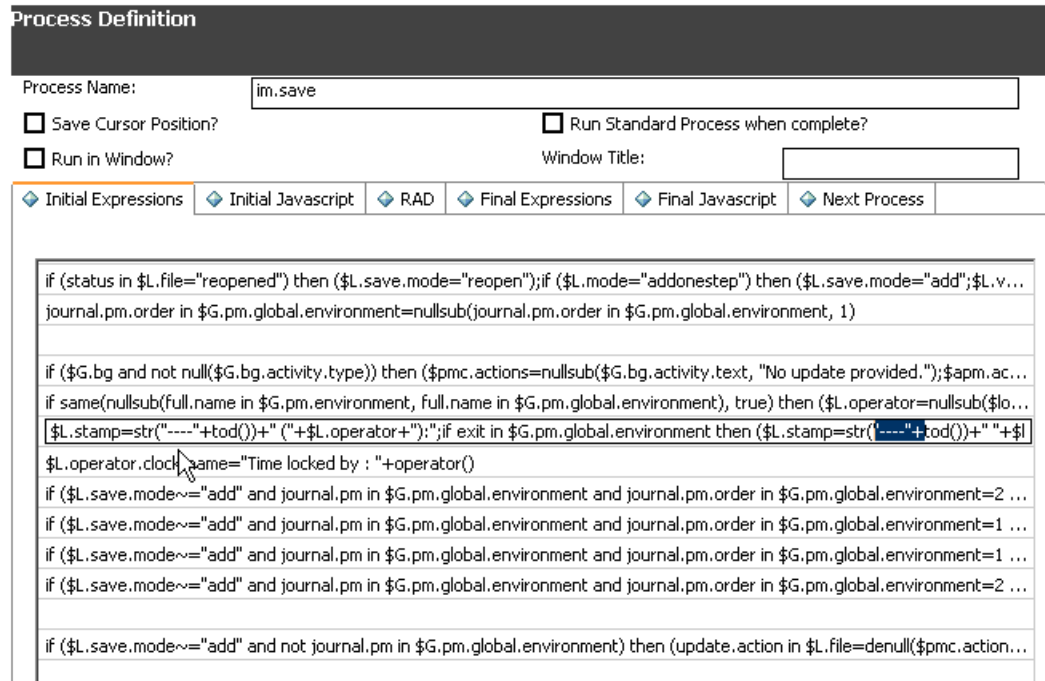 Process Definition
Process Name: im.save
Save Cursor Position? Run Standard Process when complete?
Run in Window? Window Title:
Initial Expressions Initial Javascript RAD Final Expressions Final Javascript Next Process
if (status in $L.file="reopened") then ($L.save.mode="reopen");if ($L.mode="addonestep") then ($L.save.mode="add";$L.v...
journal.pm.order in $G.pm.global.environment=nullsub(journal.pm.order in $G.pm.global.environment, 1)
if ($G.bg and not null($G.bg.activity.type)) then ($pmc.actions=nullsub($G.bg.activity.text, "No update provided.");$apm.ac...
if same(nullsub(full.name in $G.pm.environment, full.name in $G.pm.global.environment), true) then ($L.operator=nullsub($lo...
$L.stamp=str("----"+tod())+" ("+$L.operator+"):";if exit in $G.pm.global.environment then ($L.stamp=str("----"+tod())+" "+$l
$L.operator.clock.name="Time locked by : "+operator()
if ($L.save.mode~="add" and journal.pm in $G.pm.global.environment and journal.pm.order in $G.pm.global.environment=2 ...
if ($L.save.mode~="add" and journal.pm in $G.pm.global.environment and journal.pm.order in $G.pm.global.environment=1 ...
if ($L.save.mode~="add" and journal.pm in $G.pm.global.environment and journal.pm.order in $G.pm.global.environment=1 ...
if ($L.save.mode~="add" and journal.pm in $G.pm.global.environment and journal.pm.order in $G.pm.global.environment=2 ...
if ($L.save.mode~="add" and not journal.pm in $G.pm.global.environment) then (update.action in $L.file=denull($pmc.action...